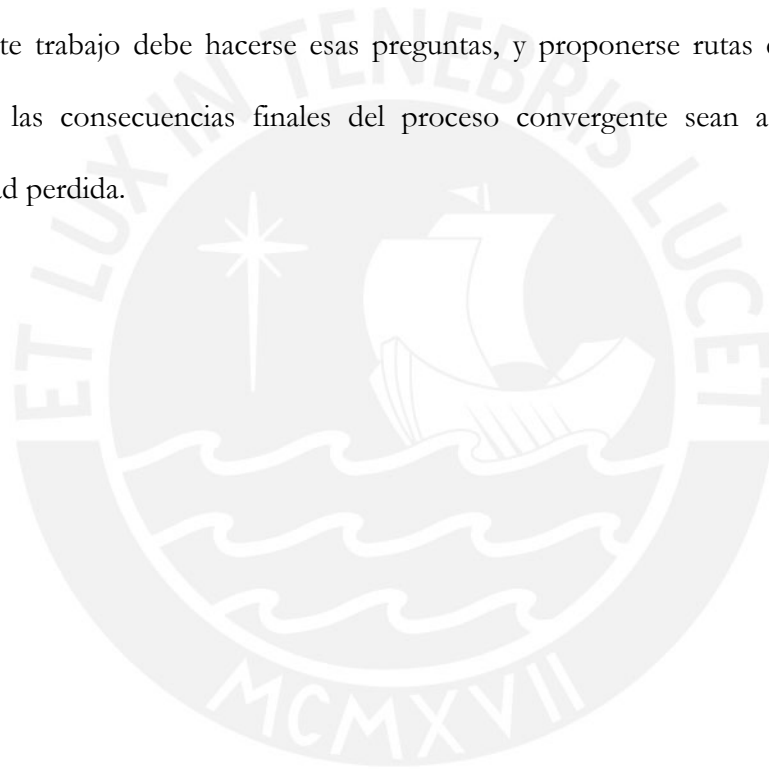 te trabajo debe hacerse esas preguntas, y proponerse rutas
las consecuencias finales del proceso convergente sean a
ad perdida.
ET LUX IN TENEBRIS LUCET
MCMXVII